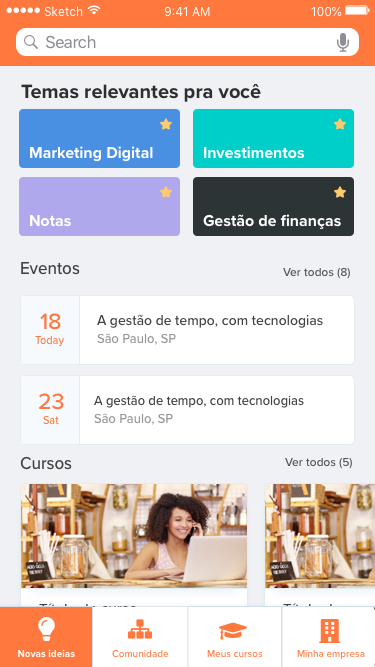 Sketch
9:41 AM
100%
Search
Temas relevantes pra você
Marketing Digital
Investimentos
Notas
Gestão de finanças
Eventos
Ver todos (8)
18
Today
A gestão de tempo, com tecnologias
São Paulo, SP
23
Sat
A gestão de tempo, com tecnologias
São Paulo, SP
Cursos
Ver todos (5)
Novas ideias
Comunidade
Meus cursos
Minha empresa